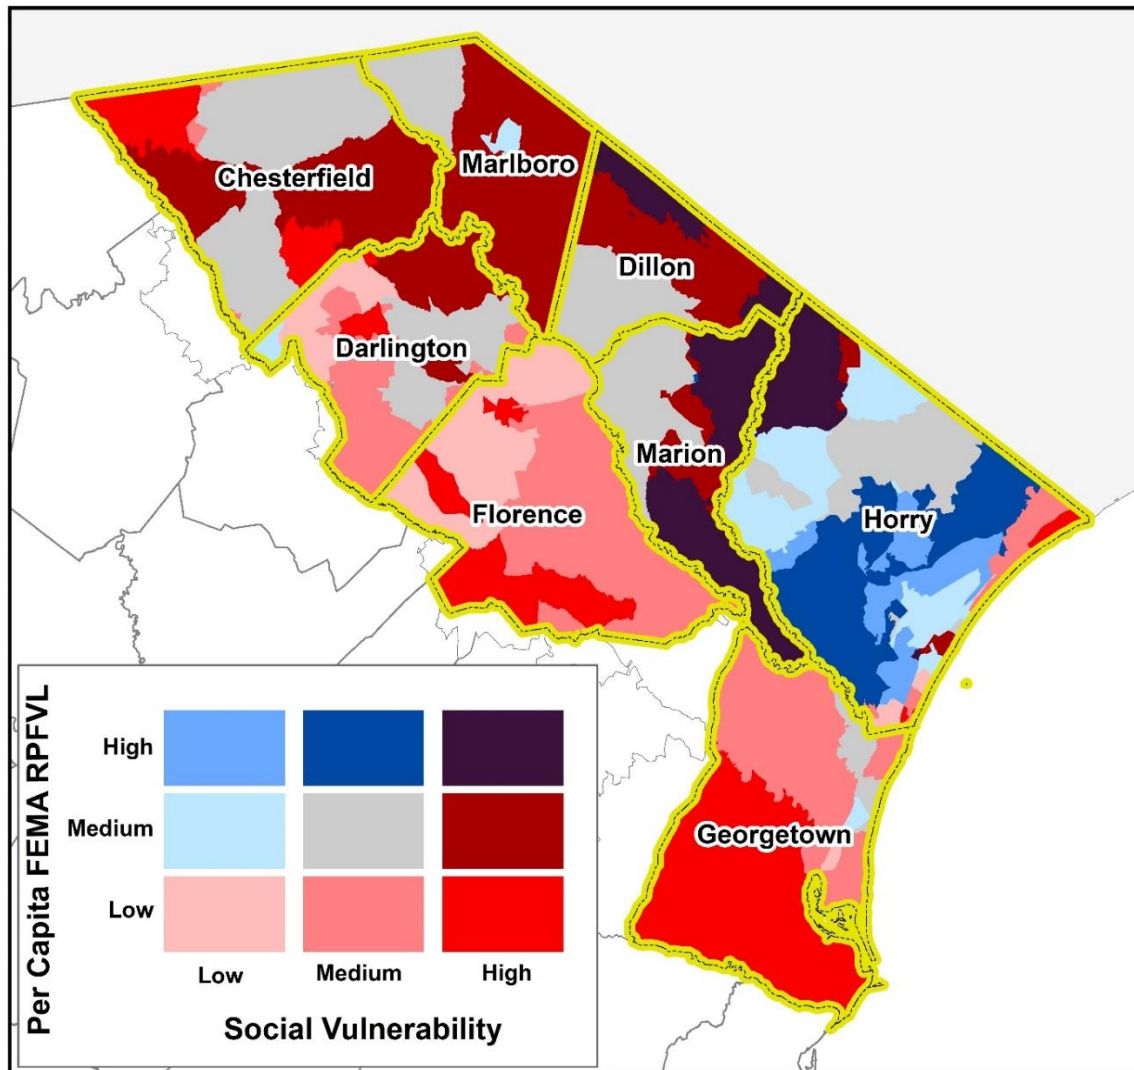 Chesterfield
Marlboro
Dillon
Darlington
Marion
Florence
Horry
Georgetown
Per Capita FEMA RPFVL
High
Medium
Low
Low Medium High
Social Vulnerability